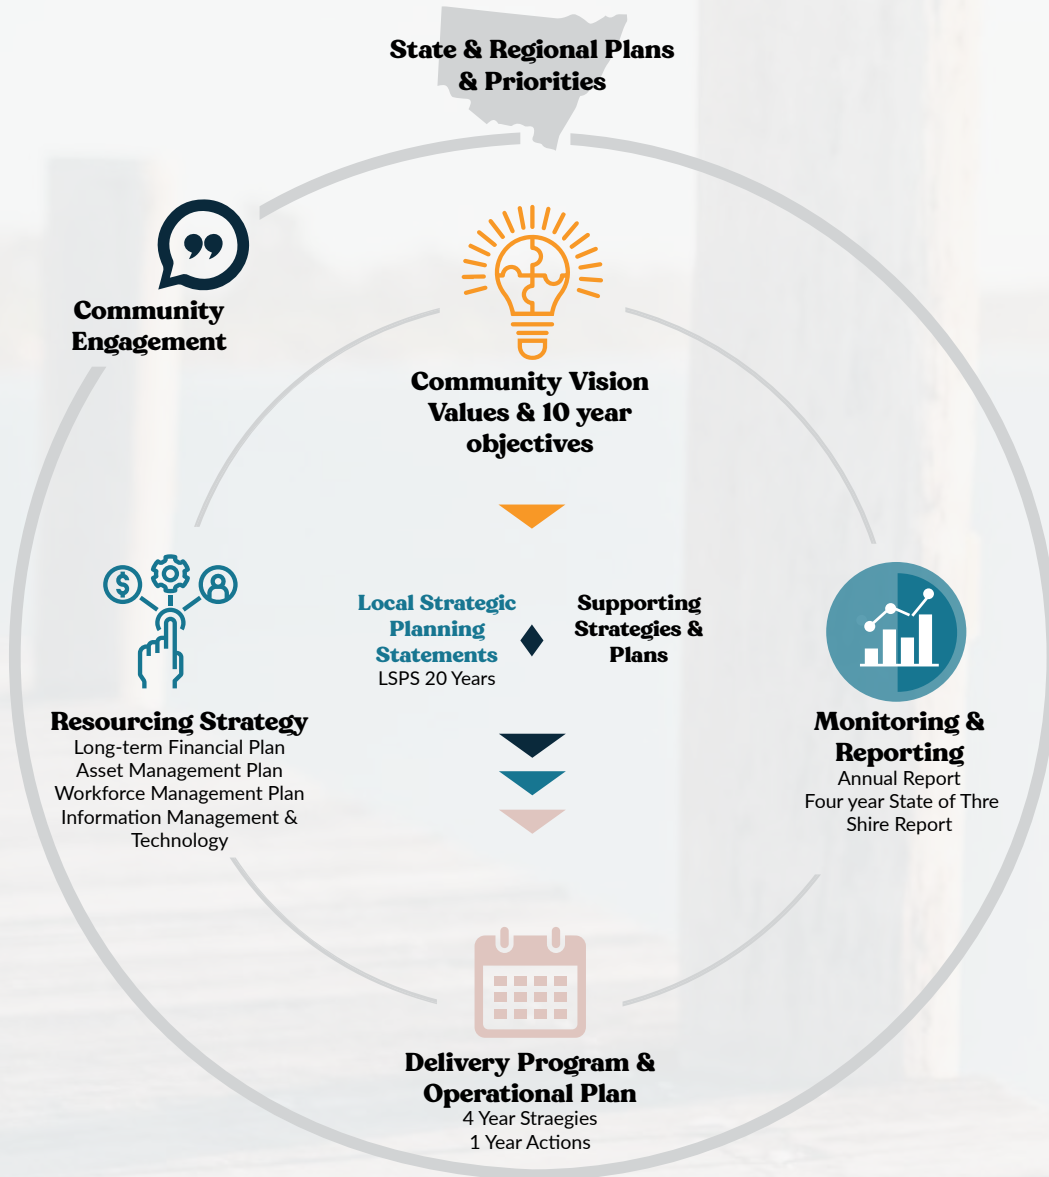 State & Regional Plans
& Priorities
Community
Engagement
Community Vision
Values & 10 year
objectives
Local Strategic
Planning
Statements
LSPS 20 Years
Supporting
Strategies &
Plans
Resourcing Strategy
Long-term Financial Plan
Asset Management Plan
Workforce Management Plan
Information Management &
Technology
Monitoring &
Reporting
Annual Report
Four year State of Thre
Shire Report
Delivery Program &
Operational Plan
4 Year Straegies
1 Year Actions